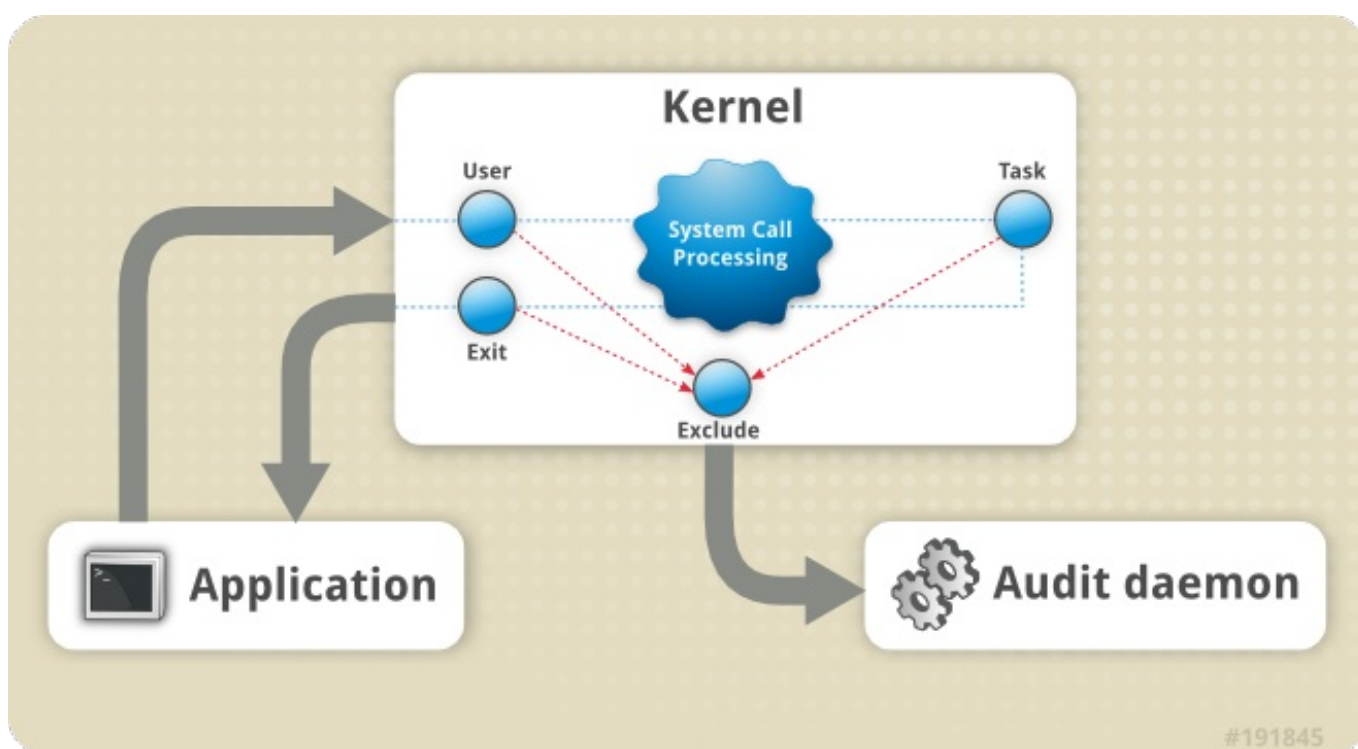 Kernel
User
Task
System Call
Processing
Exit
Exclude
>_
Application
Audit daemon
#191845